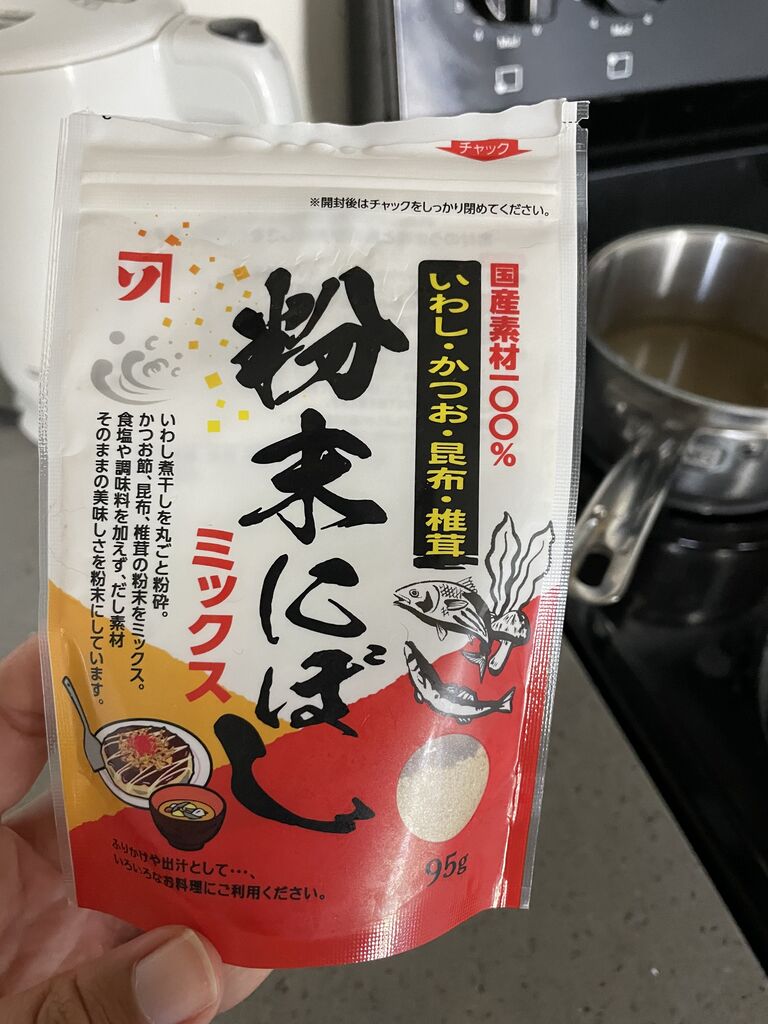 チャック
※開封後はチャックをしっかり閉めてください。
国産素材一〇〇%
いわし・かつお・昆布・椎茸
粉末にぼし
ミックス
いわし煮干しを丸ごと粉砕。
かつお節、昆布、椎茸の粉末をミックス。
食塩や調味料を加えず、だし素材
そのままの美味しさを粉末にしています。
ふりかけや出汁として…、
いろいろなお料理にご利用ください。
95g